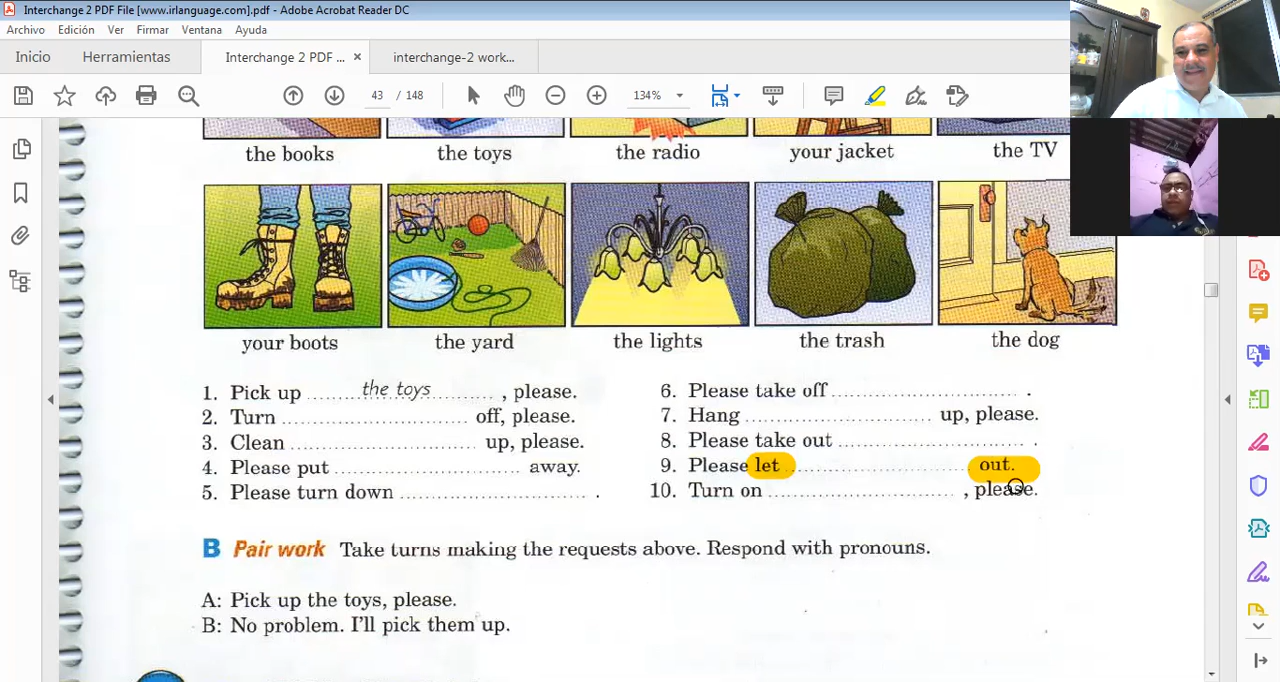 Interchange 2 PDF File [www.irlanguage.com].pdf - Adobe Acrobat Reader DC
Archivo Edición Ver Firmar Ventana Ayuda
Inicio Herramientas Interchange 2 PDF ... × interchange-2 work...
43 / 148 134%
the books the toys the radio your jacket the TV
your boots the yard the lights the trash the dog
1. Pick up the toys , please.
2. Turn off, please.
3. Clean up, please.
4. Please put away.
5. Please turn down .
6. Please take off .
7. Hang up, please.
8. Please take out .
9. Please let out.
10. Turn on , please.
B Pair work Take turns making the requests above. Respond with pronouns.
A: Pick up the toys, please.
B: No problem. I'll pick them up.